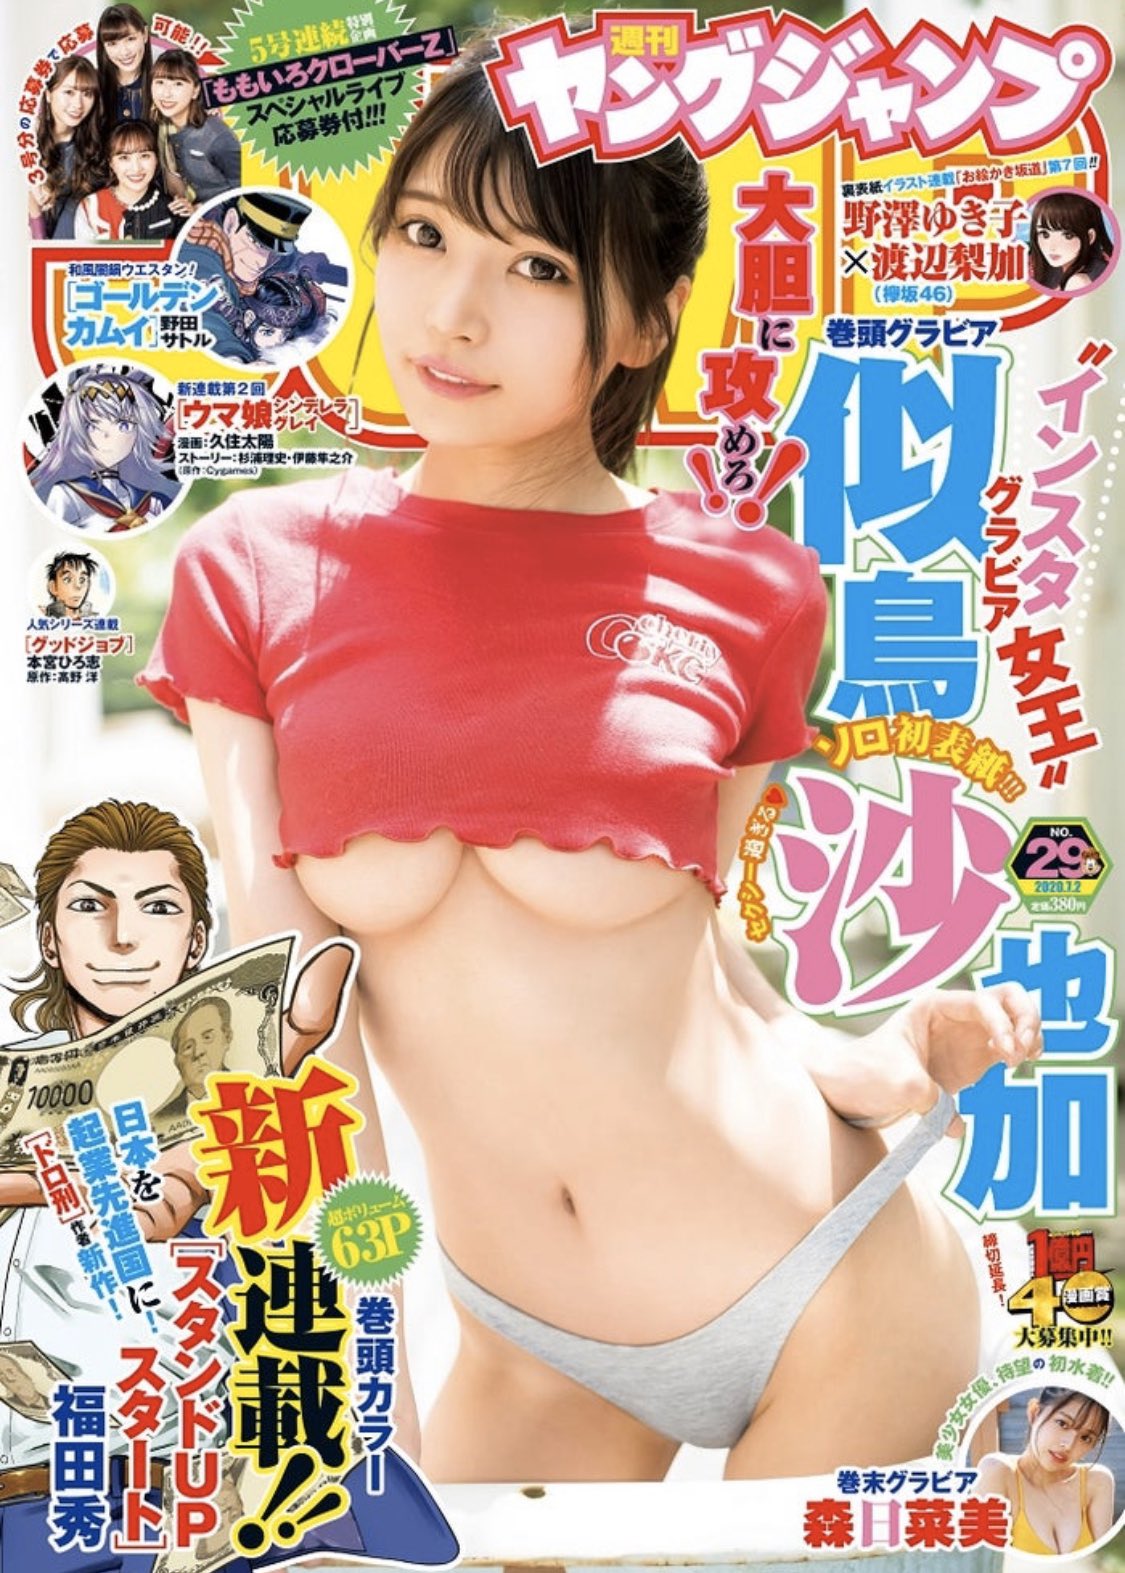 3号分の応募券で応募可能!!
5号連続特別企画
「ももいろクローバーZ」
スペシャルライブ
応募券付!!!
週刊
ヤングジャンプ
裏表紙イラスト連載「お絵かき坂道」第7回!!
野澤ゆき子
×渡辺梨加
(欅坂46)
大胆に
攻めろ!!
和風闇鍋ウエスタン!
[ゴールデン
カムイ]
野田
サトル
新連載第2回
[ウマ娘シンデレラグレイ]
漫画:久住太陽
ストーリー:杉浦理史・伊藤隼之介
(原作:Cygames)
人気シリーズ連載
[グッドジョブ]
本宮ひろ志
原作:高野 洋
巻頭グラビア
"インスタ
グラビア
女王"
似鳥
沙也加
ソロ初表紙!!!
セクシー過ぎる♥
cherry
COKE
NO.
29
2020.7.2
定価380円
10000
新連載!!
超ボリューム
63P
巻頭カラー
日本を
起業先進国に!
[ドロ刑]作者新作!
[スタンドUP
スタート]
福田秀
締切延長!
1億円
40
漫画賞
大募集中!!
美少女女優、待望の初水着!!
巻末グラビア
森日菜美